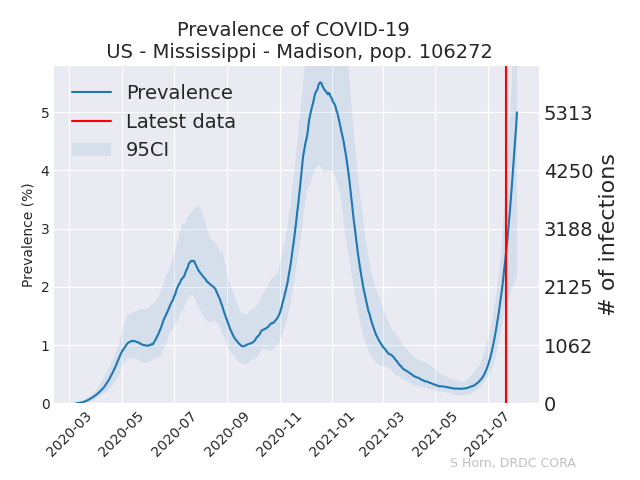 Prevalence of COVID-19
US - Mississippi - Madison, pop. 106272
Prevalence
Latest data
95CI
Prevalence (%)
5
4
3
2
1
0
5313
4250
3188
2125
1062
0
# of infections
2020-03
2020-05
2020-07
2020-09
2020-11
2021-01
2021-03
2021-05
2021-07
S Horn, DRDC CORA